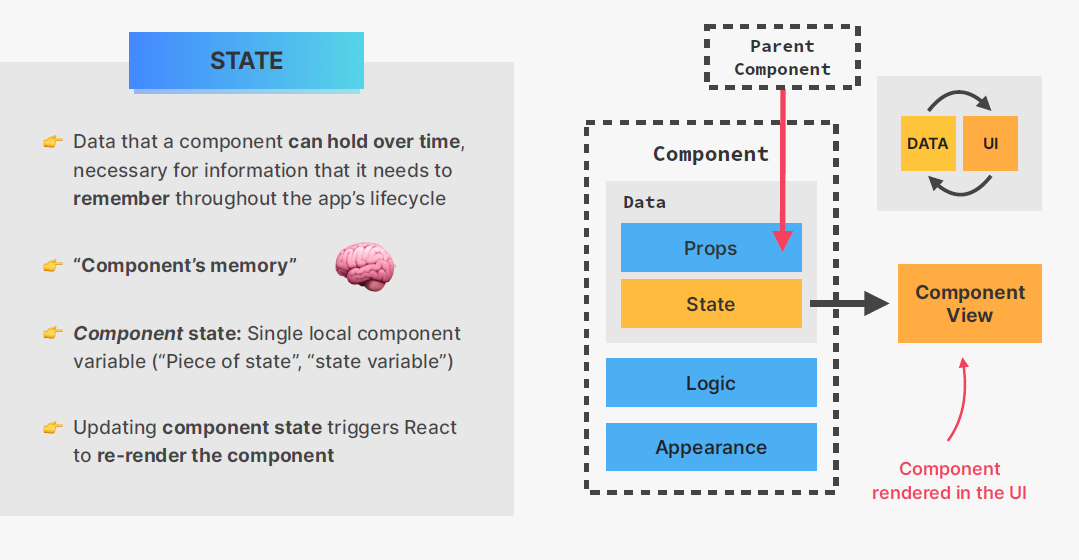 STATE
Data that a component can hold over time,
necessary for information that it needs to
remember throughout the app’s lifecycle
“Component’s memory”
Component state: Single local component
variable (“Piece of state”, “state variable”)
Updating component state triggers React
to re-render the component
Parent
Component
Component
Data
Props
State
Logic
Appearance
DATA
UI
Component
View
Component
rendered in the UI